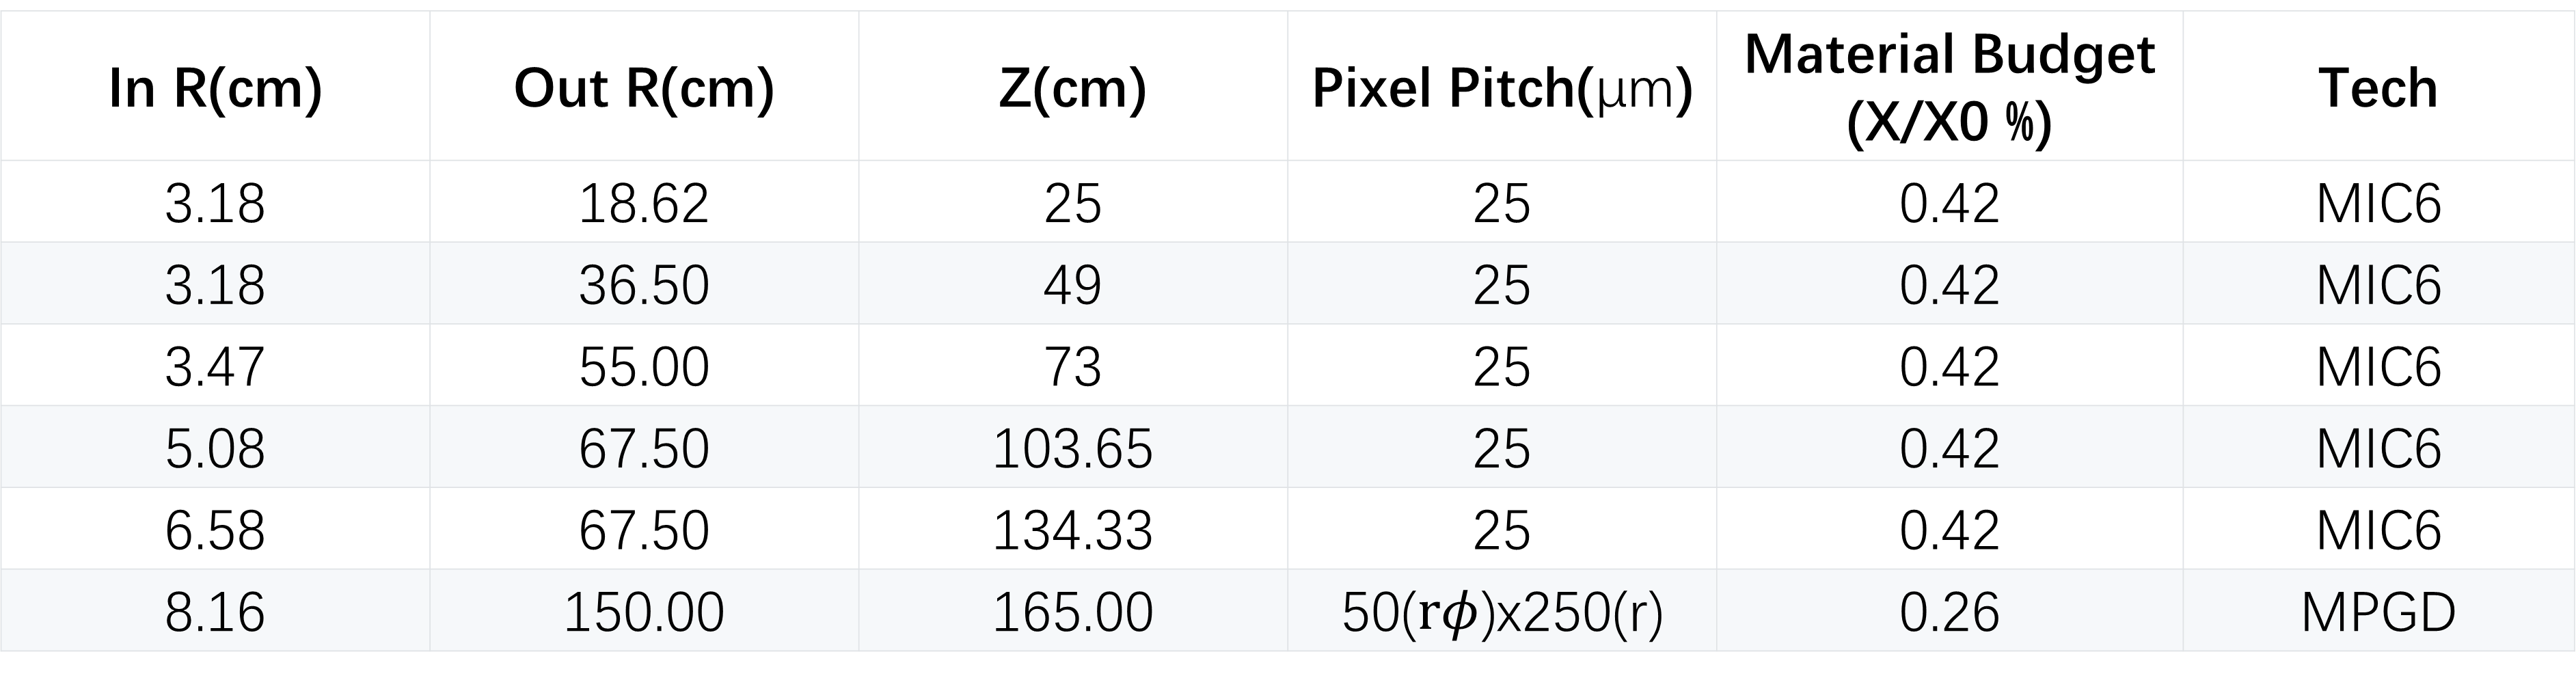 In R(cm) Out R(cm) Z(cm) Pixel Pitch(μm) Material Budget (X/X0 %) Tech
3.18 18.62 25 25 0.42 MIC6
3.18 36.50 49 25 0.42 MIC6
3.47 55.00 73 25 0.42 MIC6
5.08 67.50 103.65 25 0.42 MIC6
6.58 67.50 134.33 25 0.42 MIC6
8.16 150.00 165.00 50(rϕ)x250(r) 0.26 MPGD